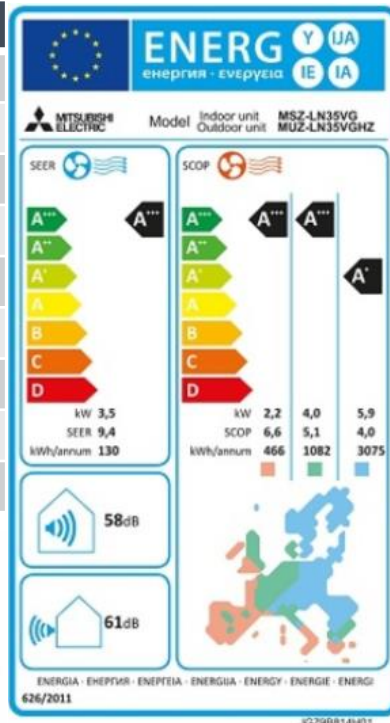 ENERG Y IJA
енергия · ενεργεια IE IA
MITSUBISHI ELECTRIC
Model Indoor unit MSZ-LN35VG
Outdoor unit MUZ-LN35VGHZ
SEER
A+++ A+++
A++
A+
A
B
C
D
kW 3,5
SEER 9,4
kWh/annum 130
SCOP
A+++ A+++ A+++
A++
A+ A+
A
B
C
D
kW 2,2 4,0 5,9
SCOP 6,6 5,1 4,0
kWh/annum 466 1082 3075
58dB
61dB
ENERGIA · ЕНЕРГИЯ · ΕΝΕΡΓΕΙΑ · ENERGIJA · ENERGY · ENERGIE · ENERGI
626/2011